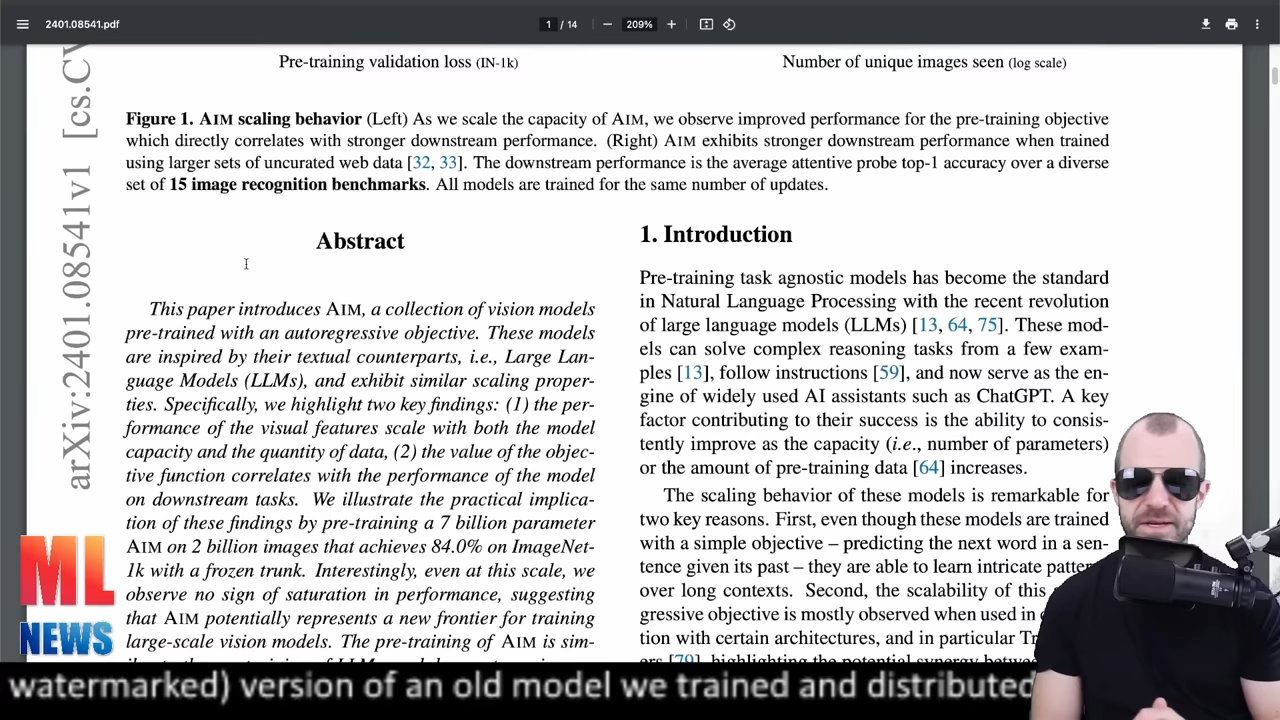 2401.08541.pdf
1 / 14
209%
arXiv:2401.08541v1 [cs.CV
Pre-training validation loss (IN-1k)
Number of unique images seen (log scale)
Figure 1. AIM scaling behavior (Left) As we scale the capacity of AIM, we observe improved performance for the pre-training objective
which directly correlates with stronger downstream performance. (Right) AIM exhibits stronger downstream performance when trained
using larger sets of uncurated web data [32, 33]. The downstream performance is the average attentive probe top-1 accuracy over a diverse
set of 15 image recognition benchmarks. All models are trained for the same number of updates.
Abstract
This paper introduces AIM, a collection of vision models
pre-trained with an autoregressive objective. These models
are inspired by their textual counterparts, i.e., Large Lan-
guage Models (LLMs), and exhibit similar scaling proper-
ties. Specifically, we highlight two key findings: (1) the per-
formance of the visual features scale with both the model
capacity and the quantity of data, (2) the value of the objec-
tive function correlates with the performance of the model
on downstream tasks. We illustrate the practical implica-
tion of these findings by pre-training a 7 billion parameter
AIM on 2 billion images that achieves 84.0% on ImageNet-
1k with a frozen trunk. Interestingly, even at this scale, we
observe no sign of saturation in performance, suggesting
that AIM potentially represents a new frontier for training
large-scale vision models. The pre-training of AIM is sim-
1. Introduction
Pre-training task agnostic models has become the standard
in Natural Language Processing with the recent revolution
of large language models (LLMs) [13, 64, 75]. These mod-
els can solve complex reasoning tasks from a few exam-
ples [13], follow instructions [59], and now serve as the en-
gine of widely used AI assistants such as ChatGPT. A key
factor contributing to their success is the ability to consis-
tently improve as the capacity (i.e., number of parameters)
or the amount of pre-training data [64] increases.
The scaling behavior of these models is remarkable for
two key reasons. First, even though these models are trained
with a simple objective – predicting the next word in a sen-
tence given its past – they are able to learn intricate patter
over long contexts. Second, the scalability of this
gressive objective is mostly observed when used in
tion with certain architectures, and in particular Tr
ers [79], highlighting the potential synergy betwee
ML
NEWS
watermarked) version of an old model we trained and distributed